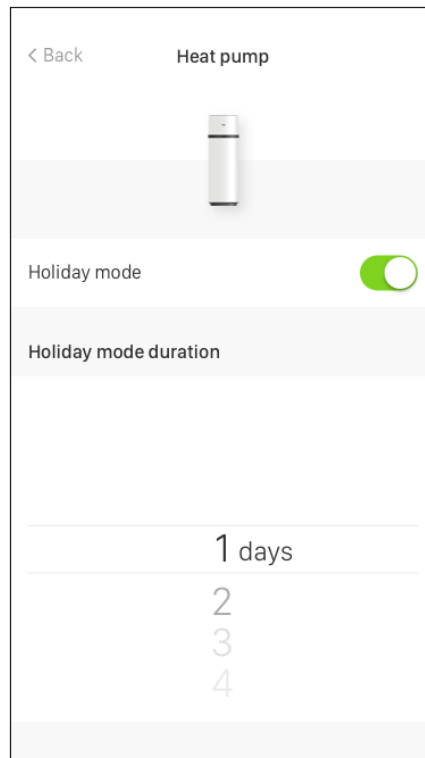 < Back Heat pump
Holiday mode
Holiday mode duration
1 days
2
3
4